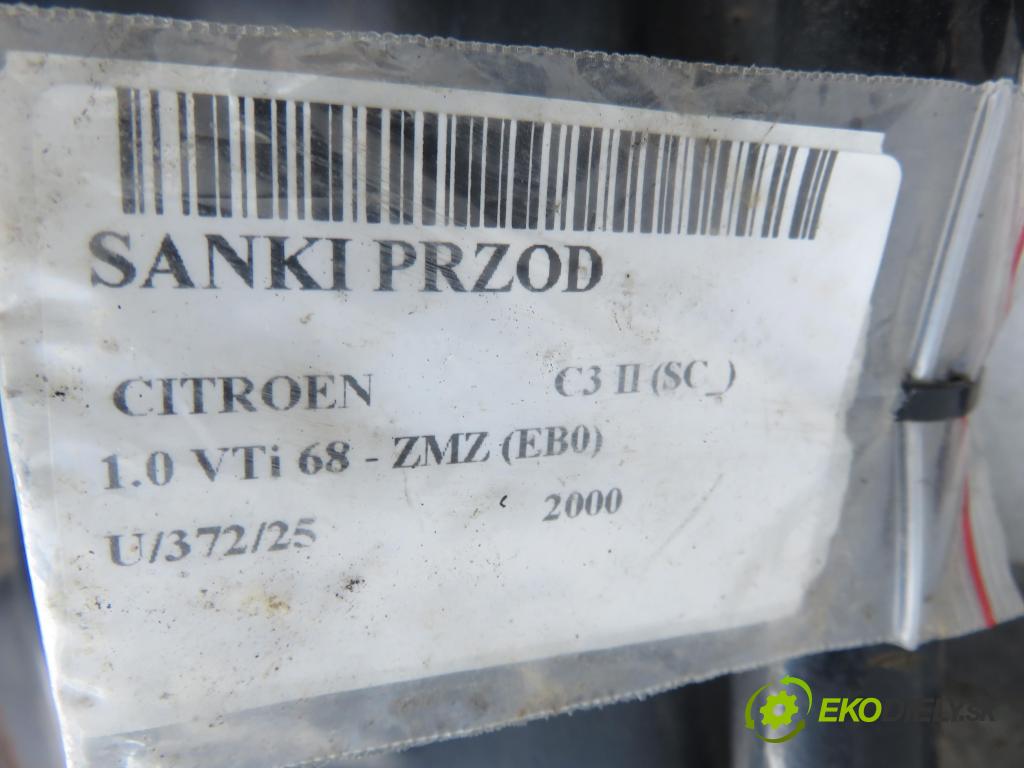 SANKI PRZOD
CITROEN C3 II (SC_)
1.0 VTi 68 - ZMZ (EB0)
U/372/25 2000
EKODIELY.SK